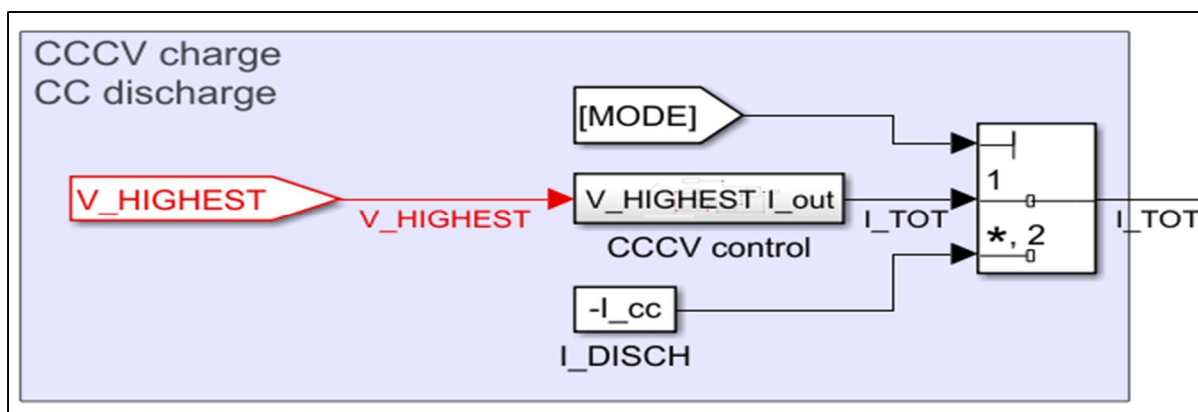 CCCV charge
CC discharge
[MODE]
V_HIGHEST
V_HIGHEST
V_HIGHEST I_out
CCCV control
I_TOT
1
*, 2
I_TOT
-I_cc
I_DISCH